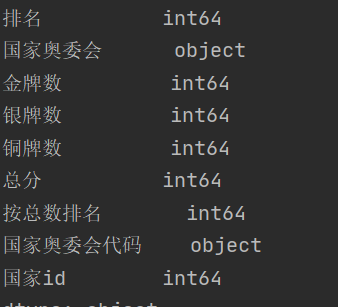 排名 int64
国家奥委会 object
金牌数 int64
银牌数 int64
铜牌数 int64
总分 int64
按总数排名 int64
国家奥委会代码 object
国家id int64
dtype: object